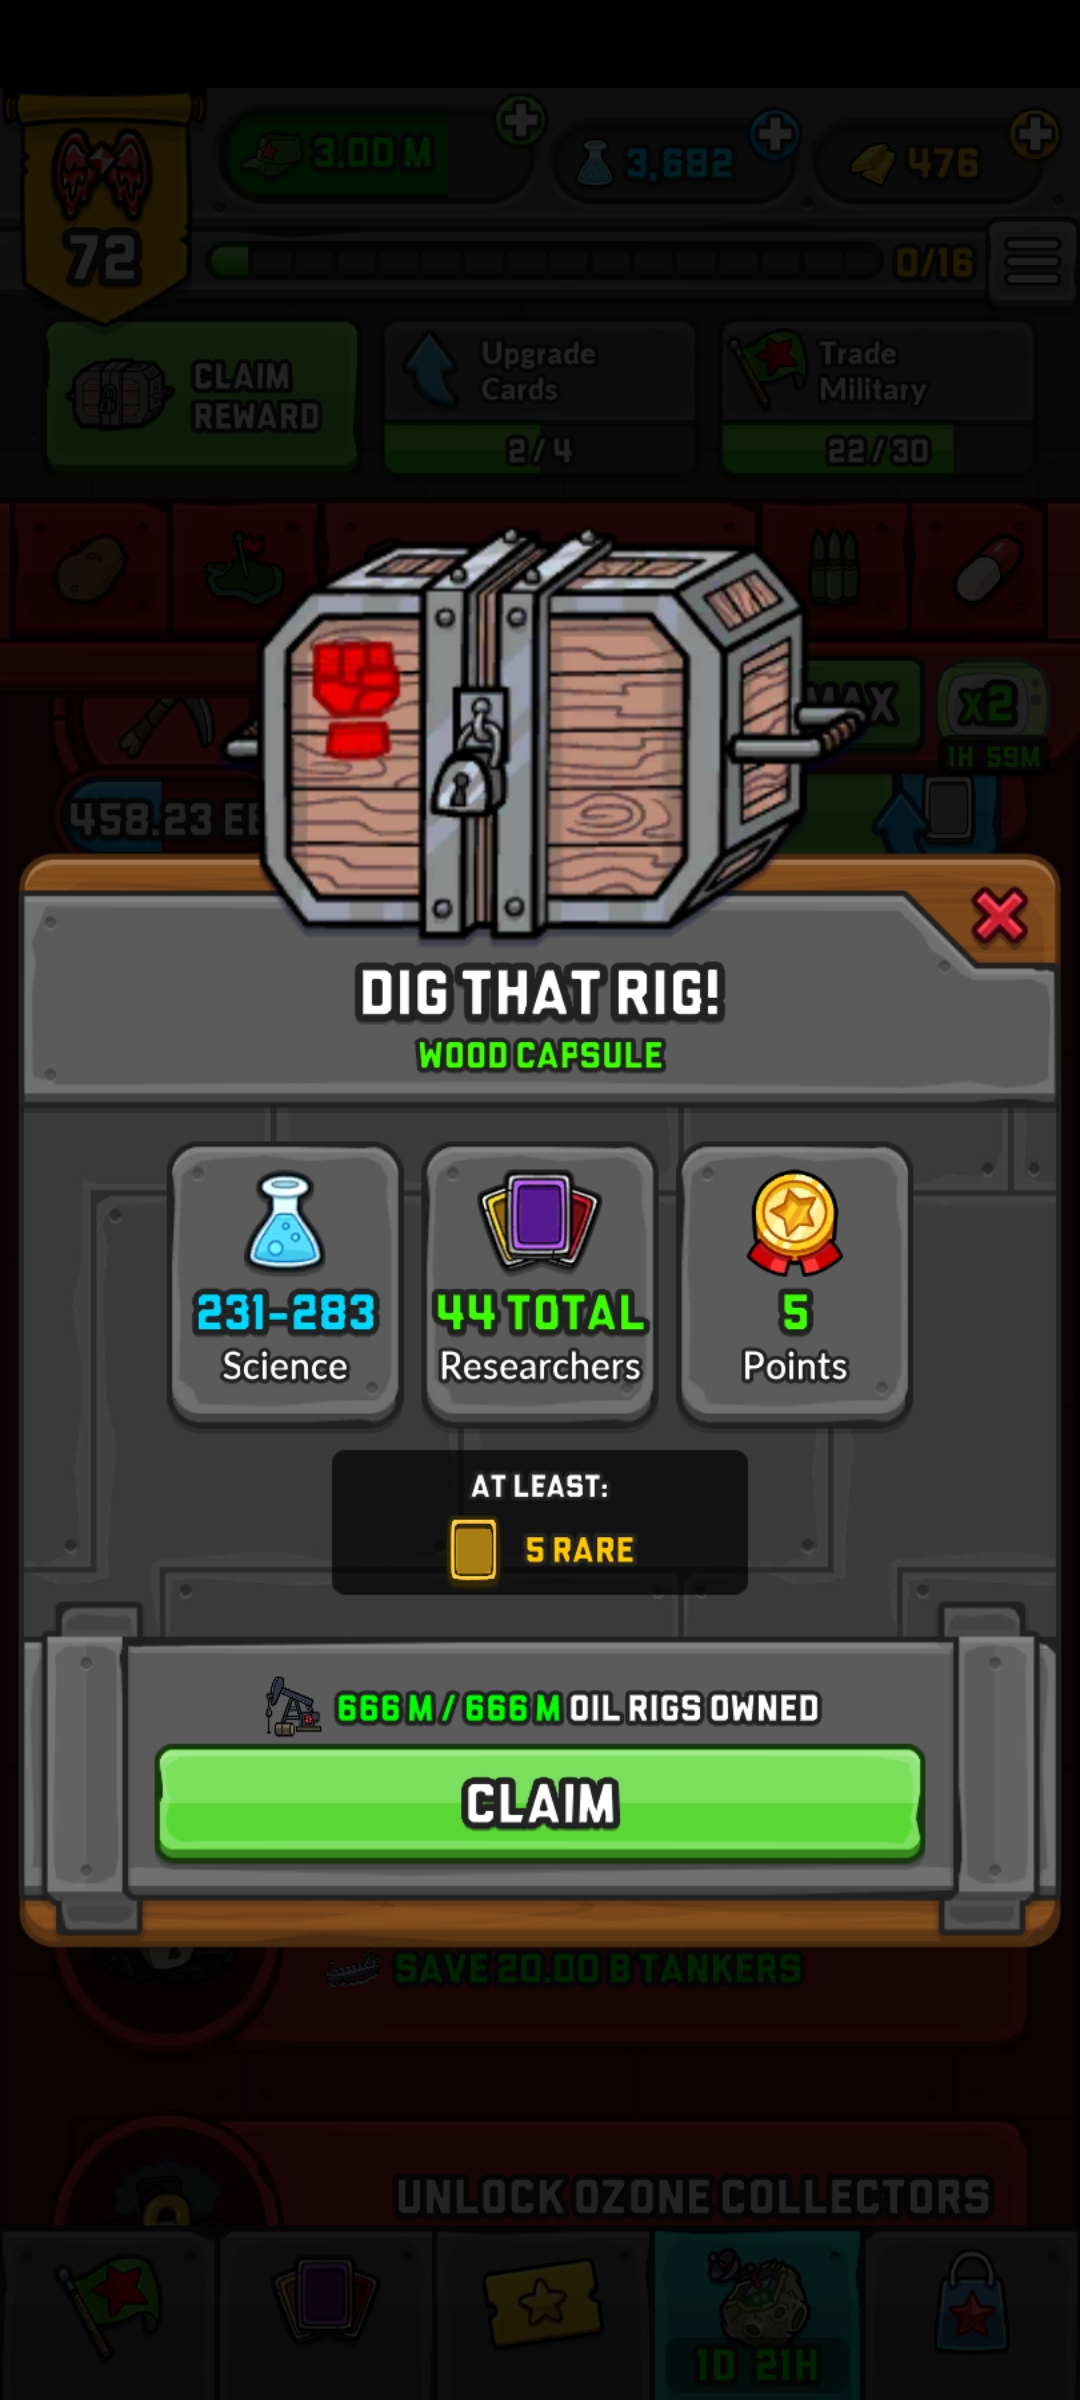 3.00 M
3,682
476
72
0/16
CLAIM
REWARD
Upgrade
Cards
2/4
Trade
Military
22/30
MAX
x2
1H 59M
458.23 EE
DIG THAT RIG!
WOOD CAPSULE
231-283
Science
44 TOTAL
Researchers
5
Points
AT LEAST:
5 RARE
666 M / 666 M OIL RIGS OWNED
CLAIM
SAVE 20.00 B TANKERS
UNLOCK OZONE COLLECTORS
1D 21H